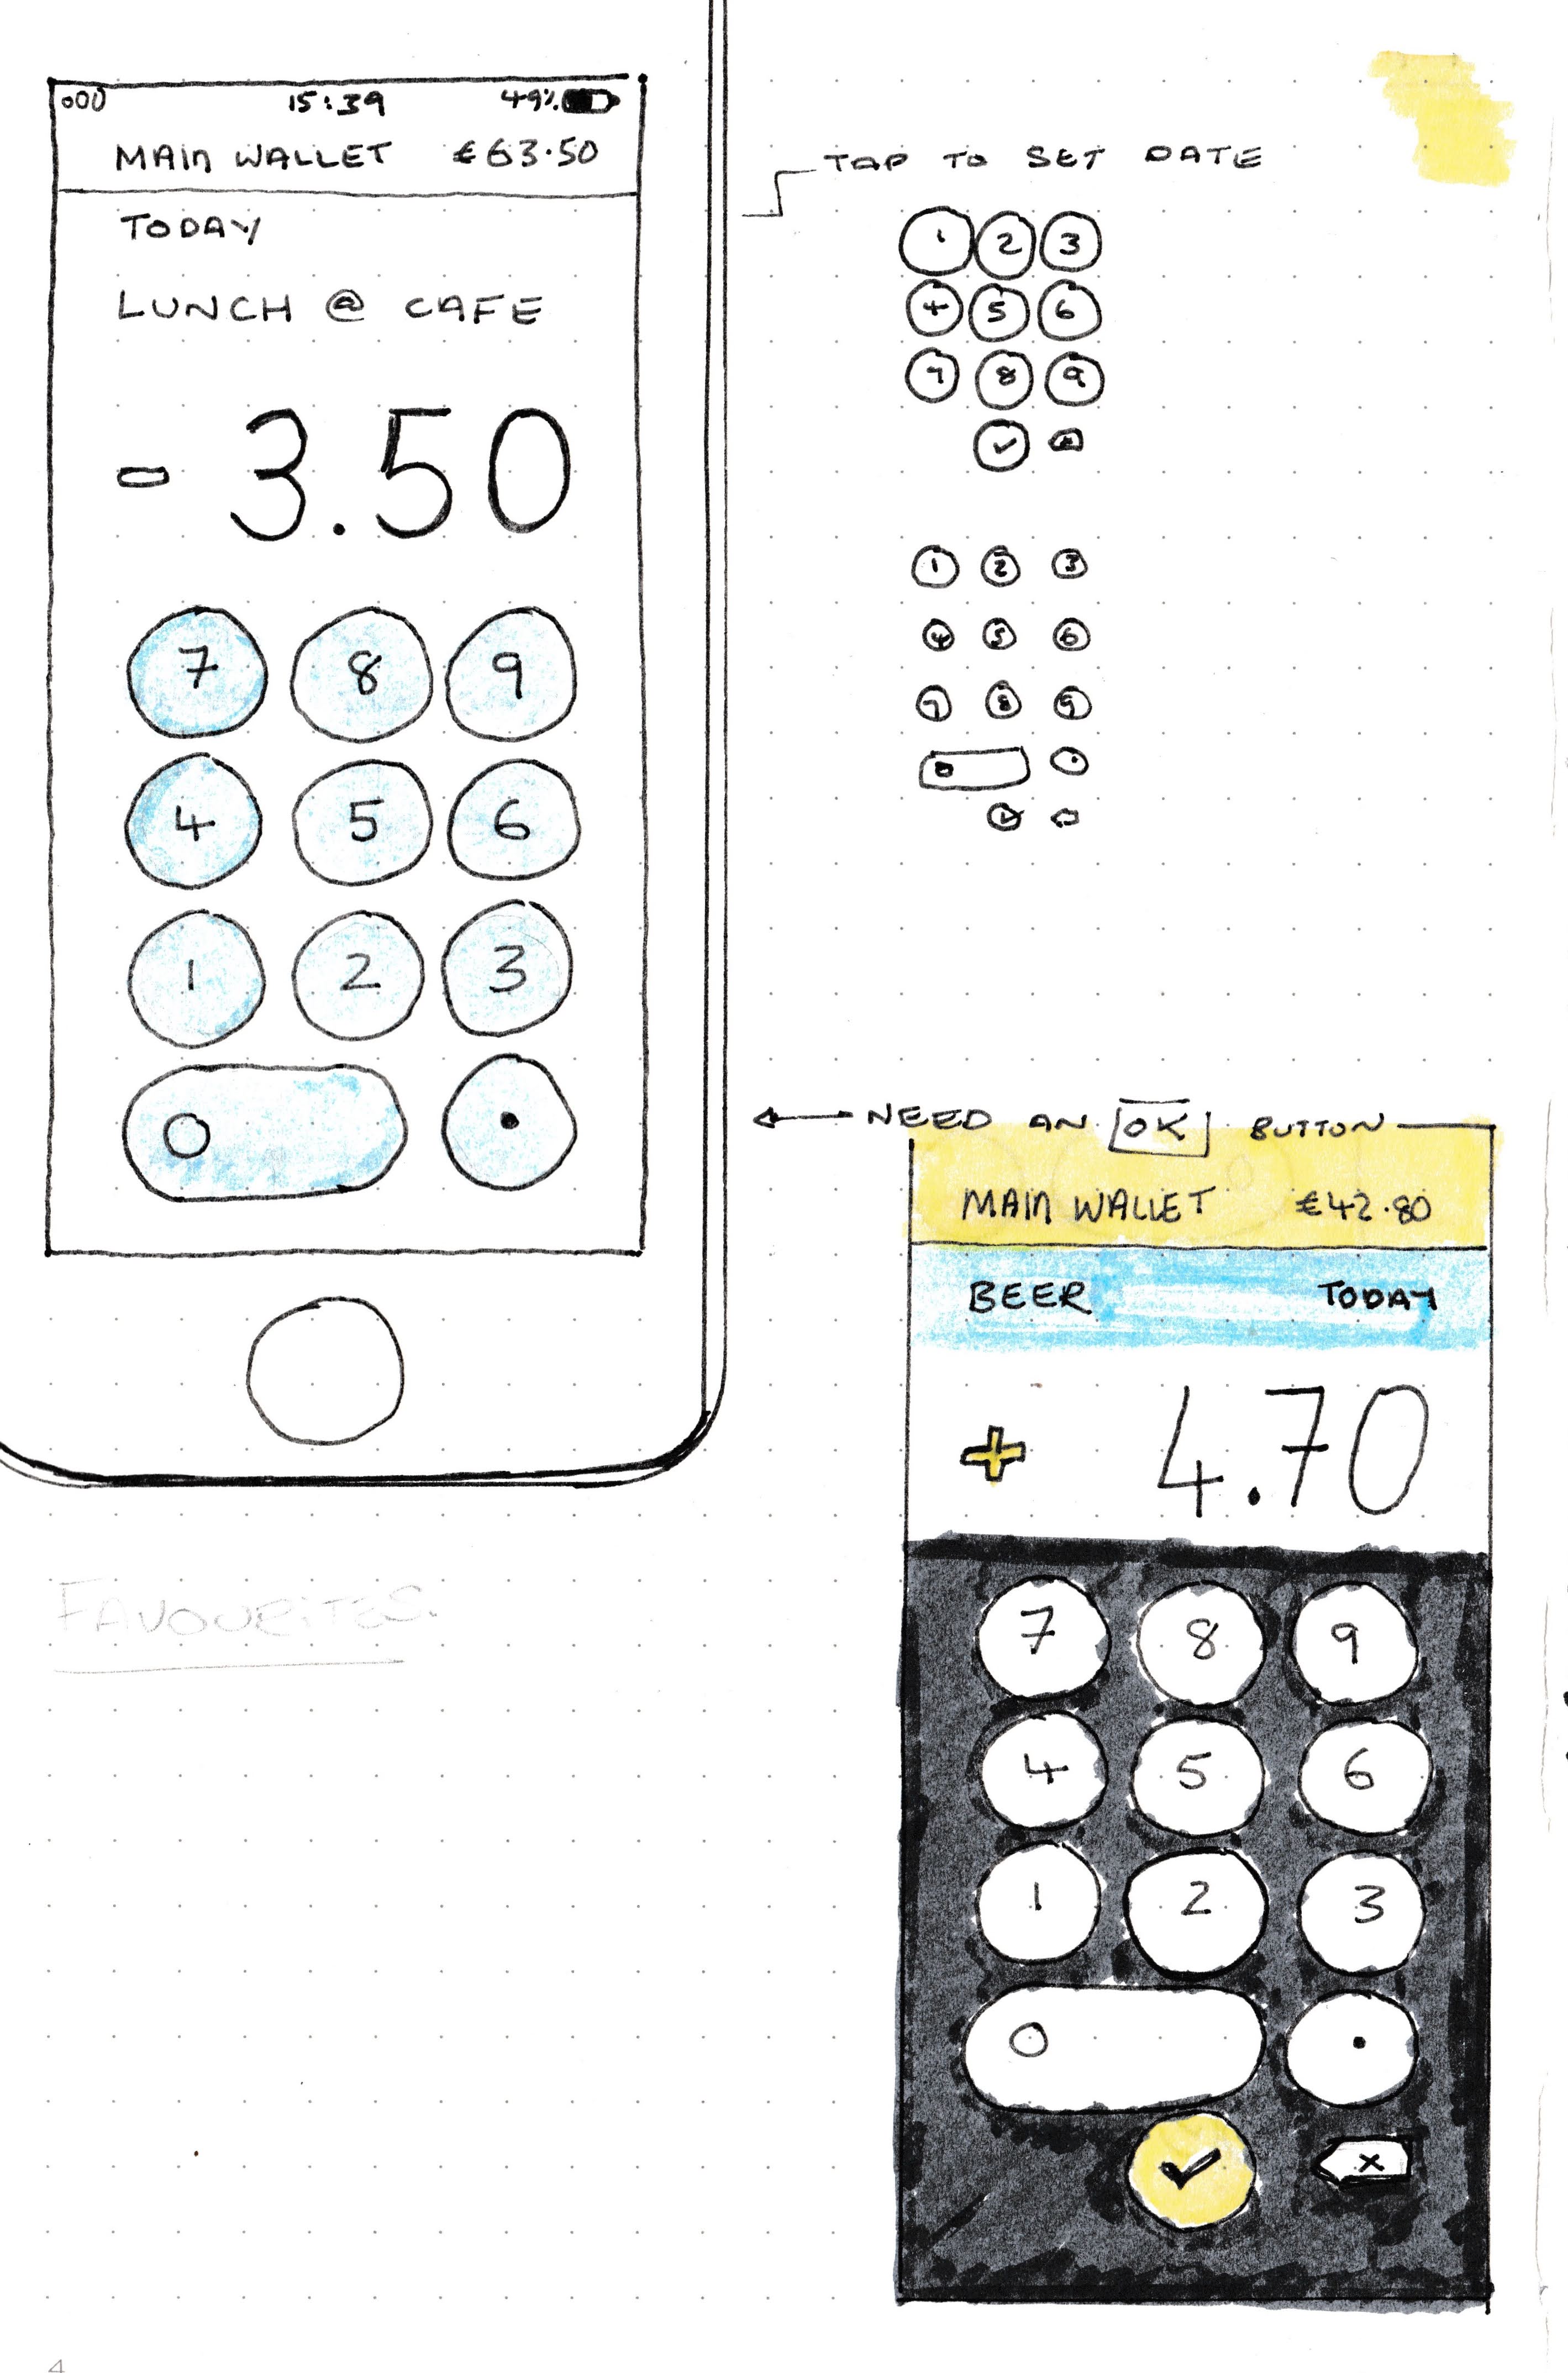 ooo 15:39 49%
MAIN WALLET €63.50
TODAY
LUNCH @ CAFE
- 3.50
7 8 9
4 5 6
1 2 3
0 .
TAP TO SET DATE
1 2 3
4 5 6
7 8 9
1 2 3
4 5 6
7 8 9
0 .
NEED AN OK BUTTON
MAIN WALLET €42.80
BEER TODAY
+ 4.70
7 8 9
4 5 6
1 2 3
0 .
x
FAVOURITES.
4